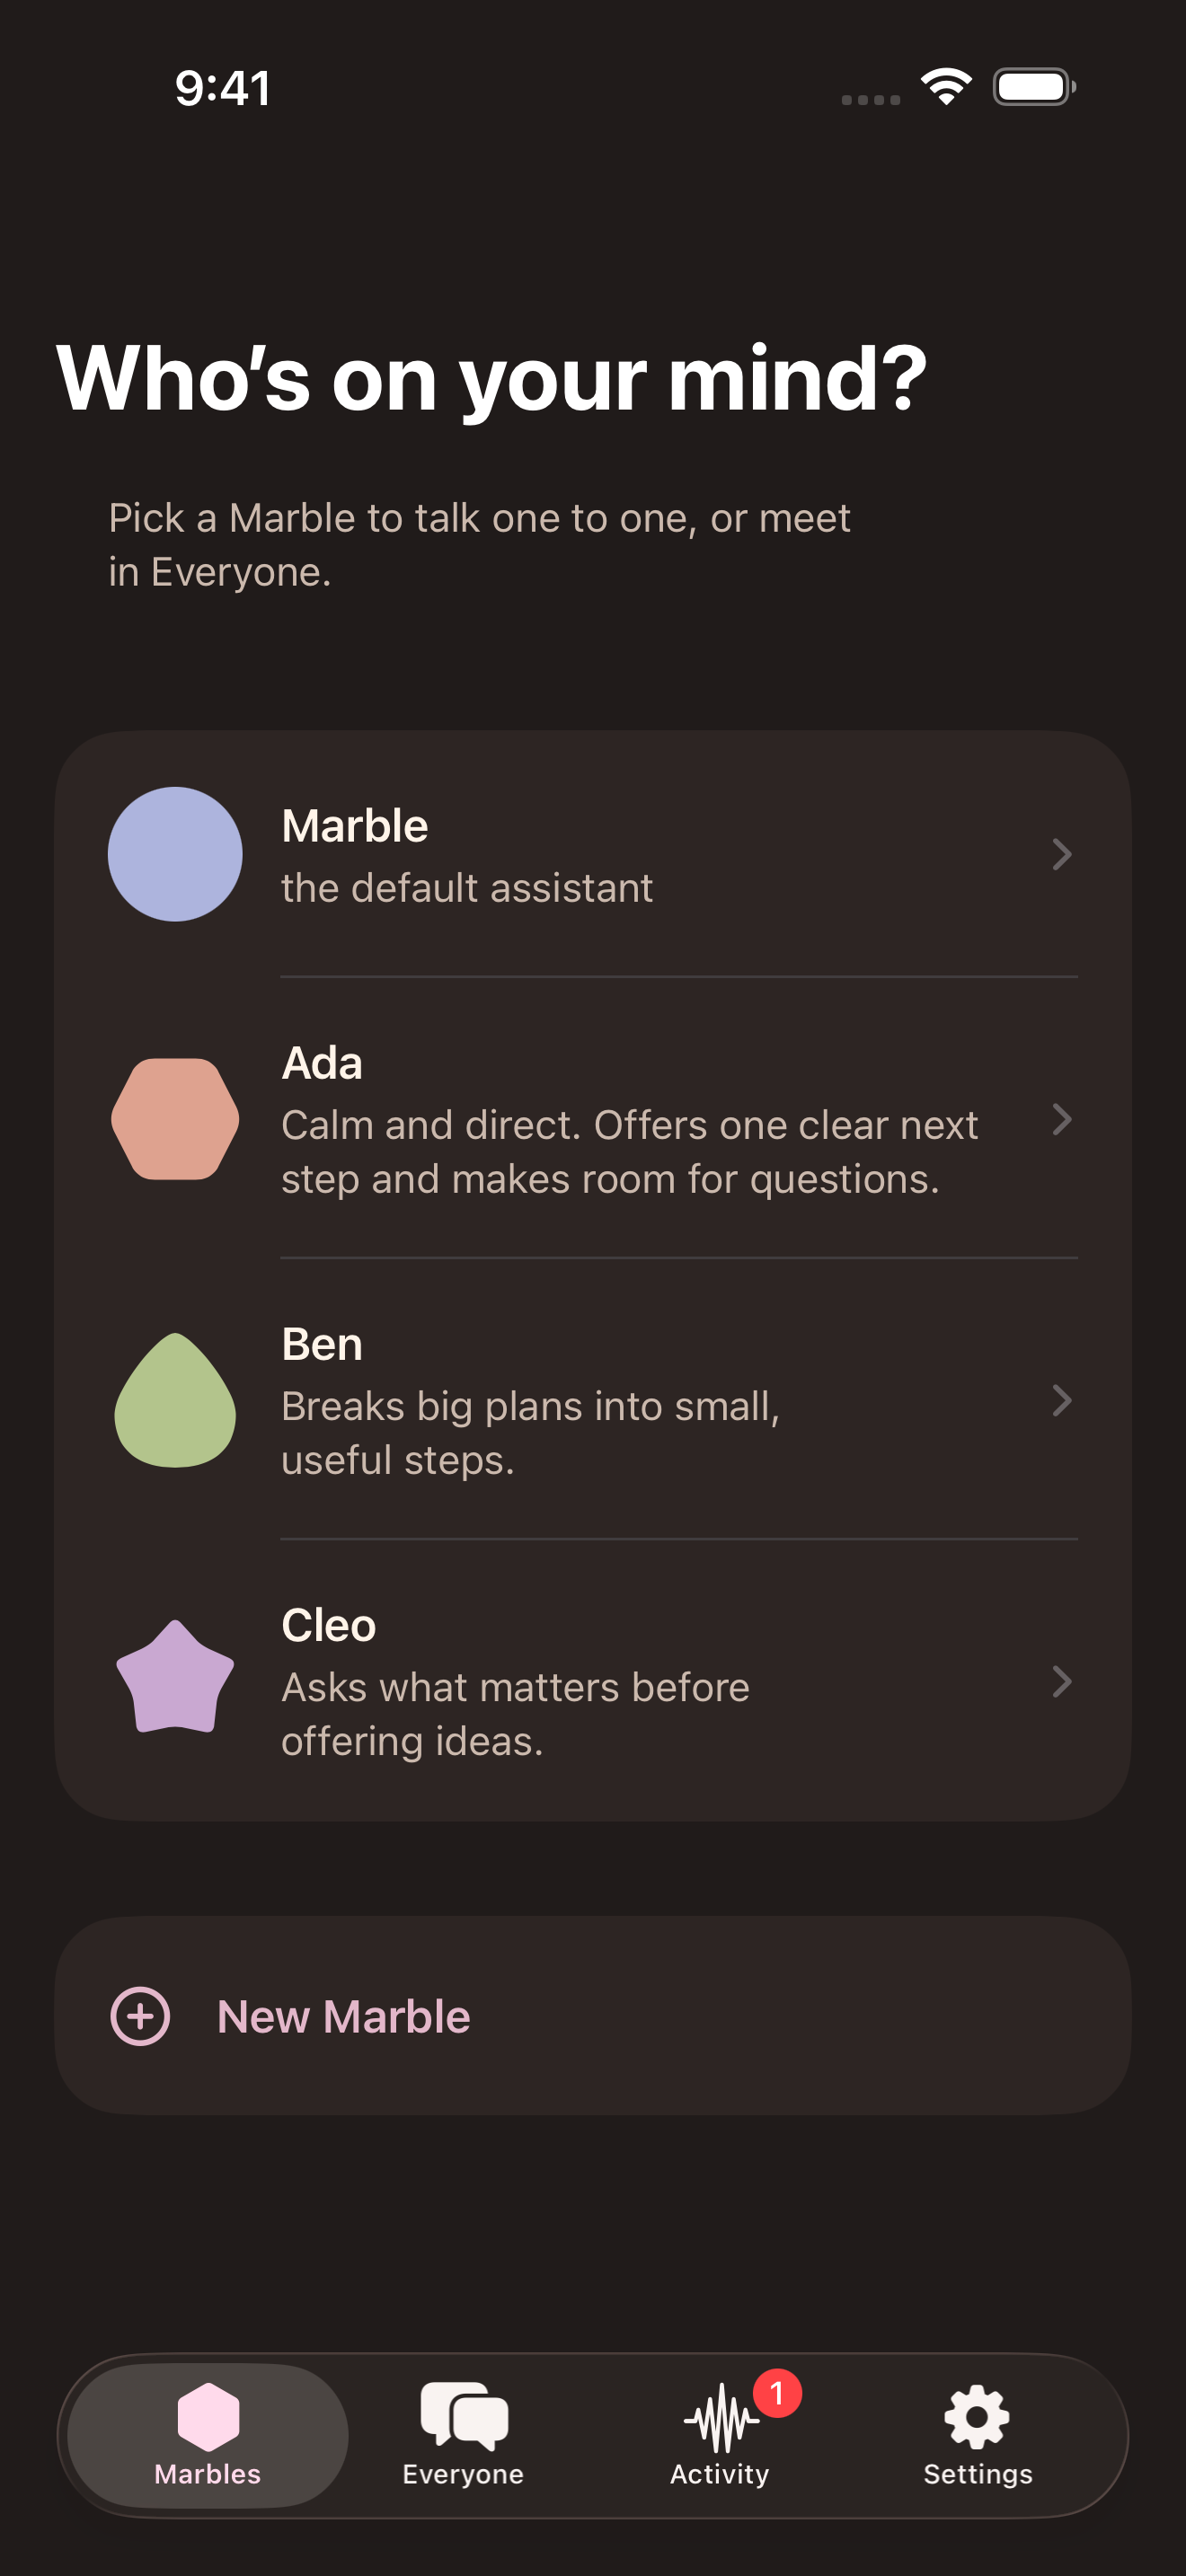 9:41
Who’s on your mind?
Pick a Marble to talk one to one, or meet
in Everyone.
Marble
the default assistant
Ada
Calm and direct. Offers one clear next
step and makes room for questions.
Ben
Breaks big plans into small,
useful steps.
Cleo
Asks what matters before
offering ideas.
New Marble
1
Marbles
Everyone
Activity
Settings